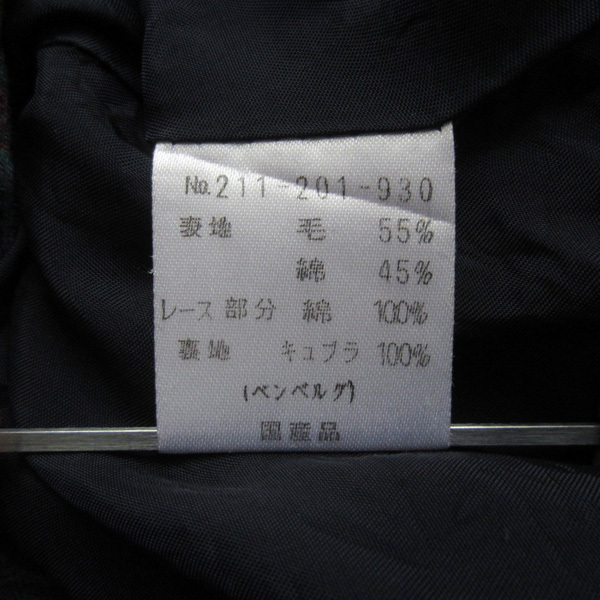 No.211-201-930
表地 毛 55%
綿 45%
レース部分 綿 100%
裏地 キュプラ 100%
(ベンベルグ)
国産品